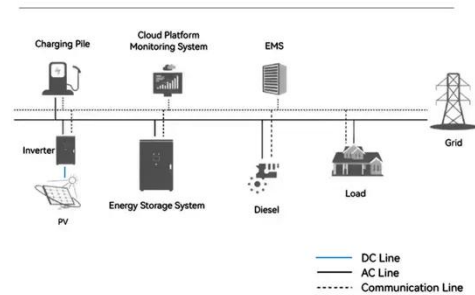 Charging Pile
Cloud Platform
Monitoring System
EMS
Grid
Inverter
PV
Energy Storage System
Diesel
Load
DC Line
AC Line
Communication Line